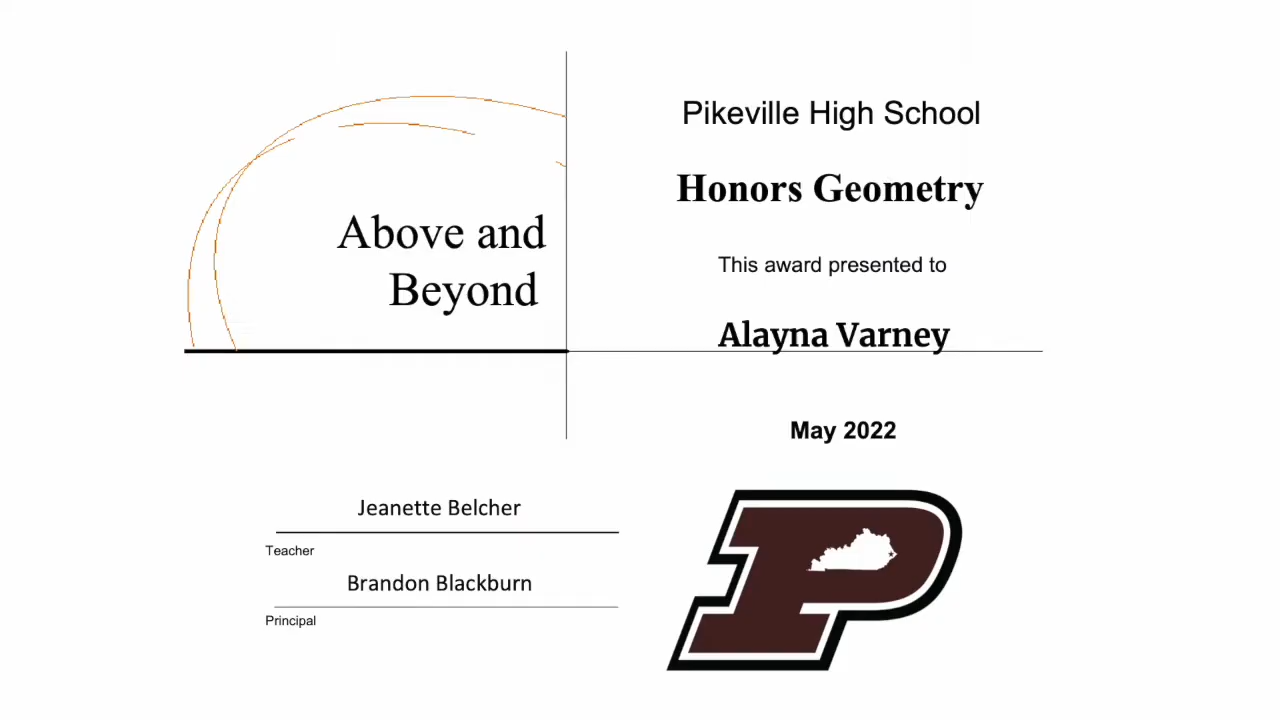 Above and
Beyond
Pikeville High School
Honors Geometry
This award presented to
Alayna Varney
May 2022
Jeanette Belcher
Teacher
Brandon Blackburn
Principal
P